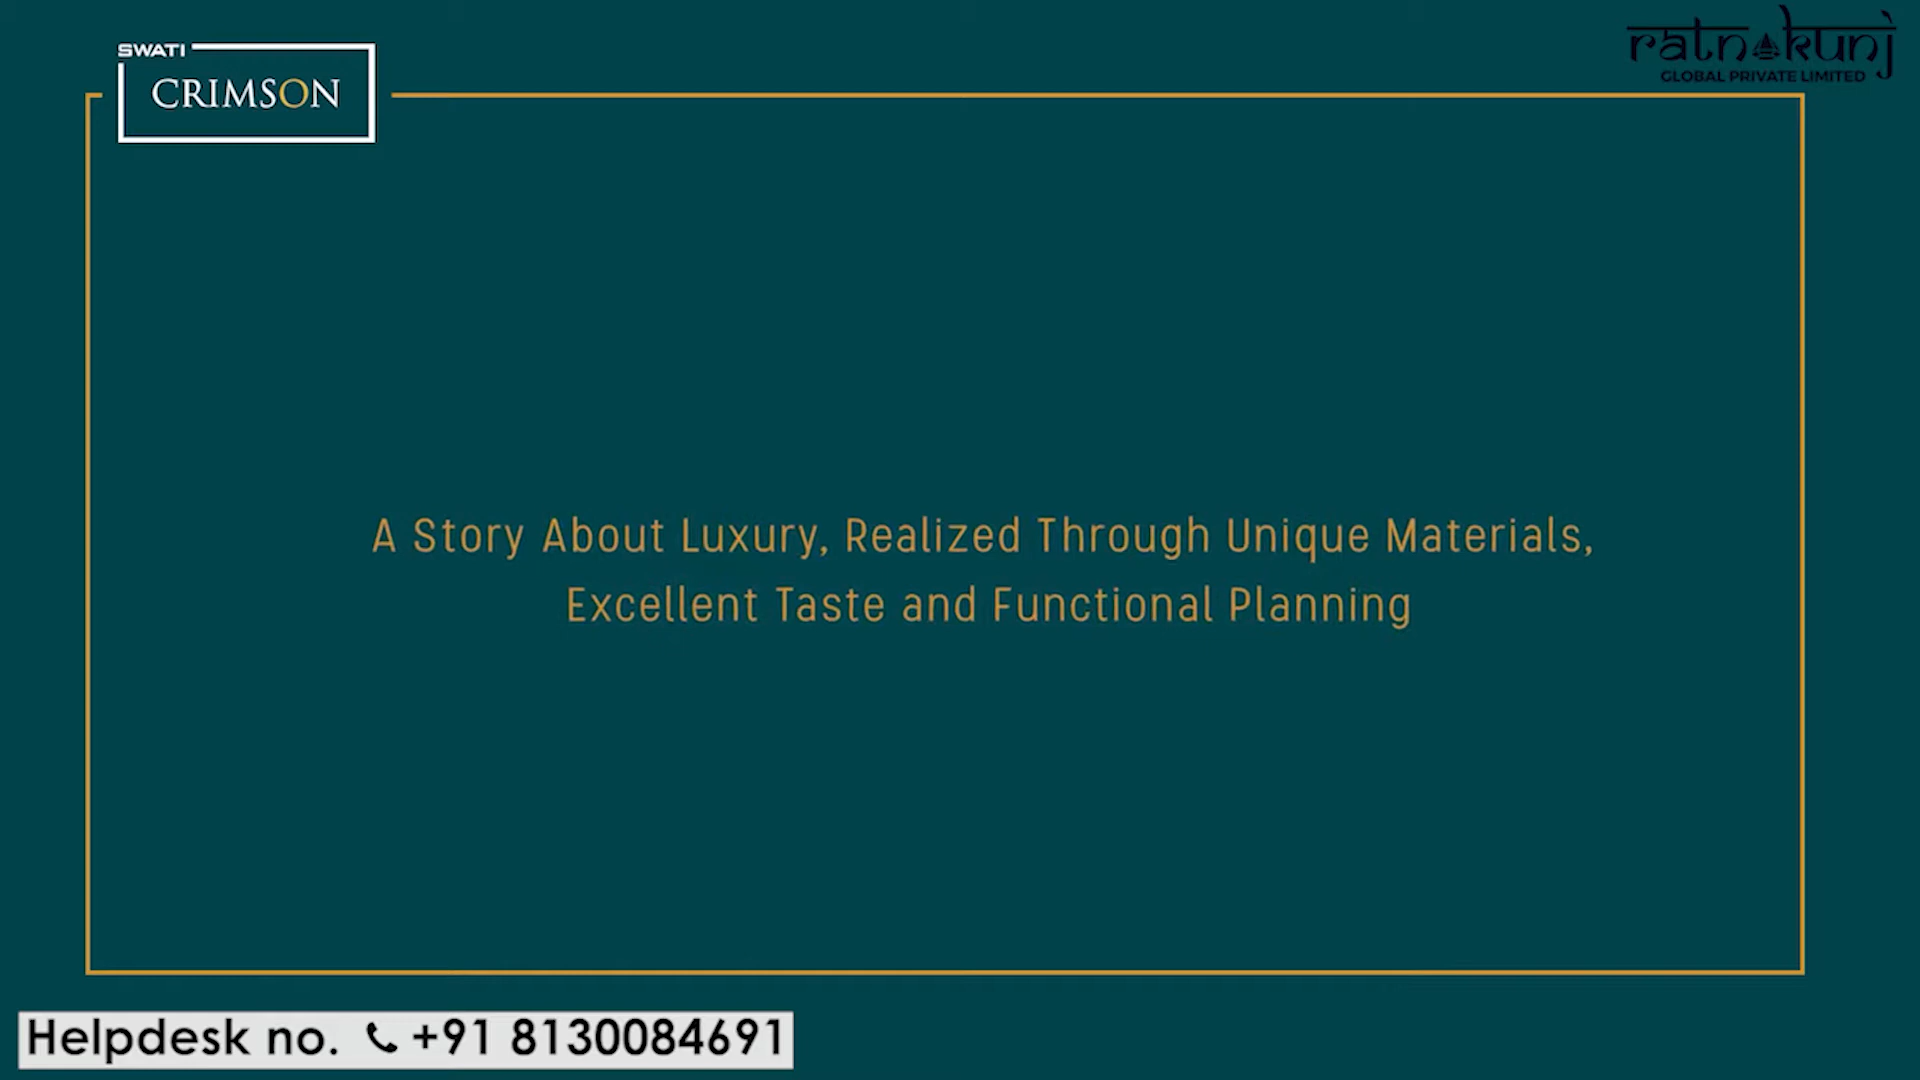 SWATI
CRIMSON
ratnakunj
GLOBAL PRIVATE LIMITED
A Story About Luxury, Realized Through Unique Materials,
Excellent Taste and Functional Planning
Helpdesk no. +91 8130084691